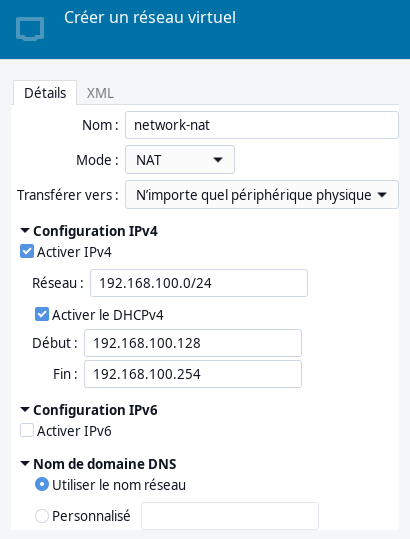 Créer un réseau virtuel
Détails XML
Nom : network-nat
Mode : NAT
Transférer vers : N'importe quel périphérique physique
Configuration IPv4
Activer IPv4
Réseau : 192.168.100.0/24
Activer le DHCPv4
Début : 192.168.100.128
Fin : 192.168.100.254
Configuration IPv6
Activer IPv6
Nom de domaine DNS
Utiliser le nom réseau
Personnalisé